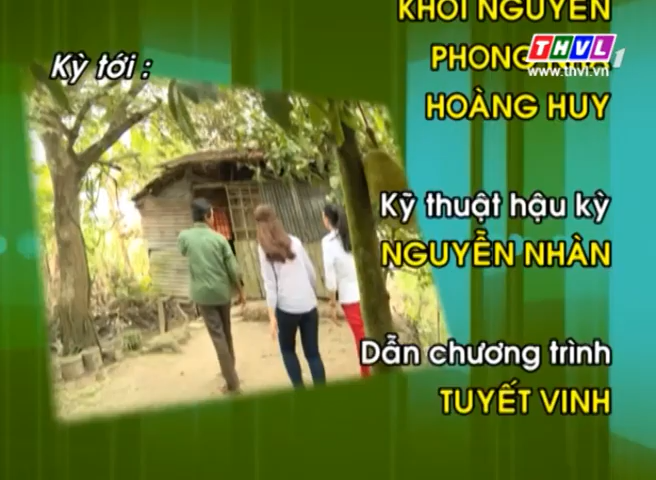 KHÔI NGUYÊN
THVL1
PHONG
www.thvl.vn
Kỳ tới :
HOÀNG HUY
Kỹ thuật hậu kỳ
NGUYỄN NHÀN
Dẫn chương trình
TUYẾT VINH